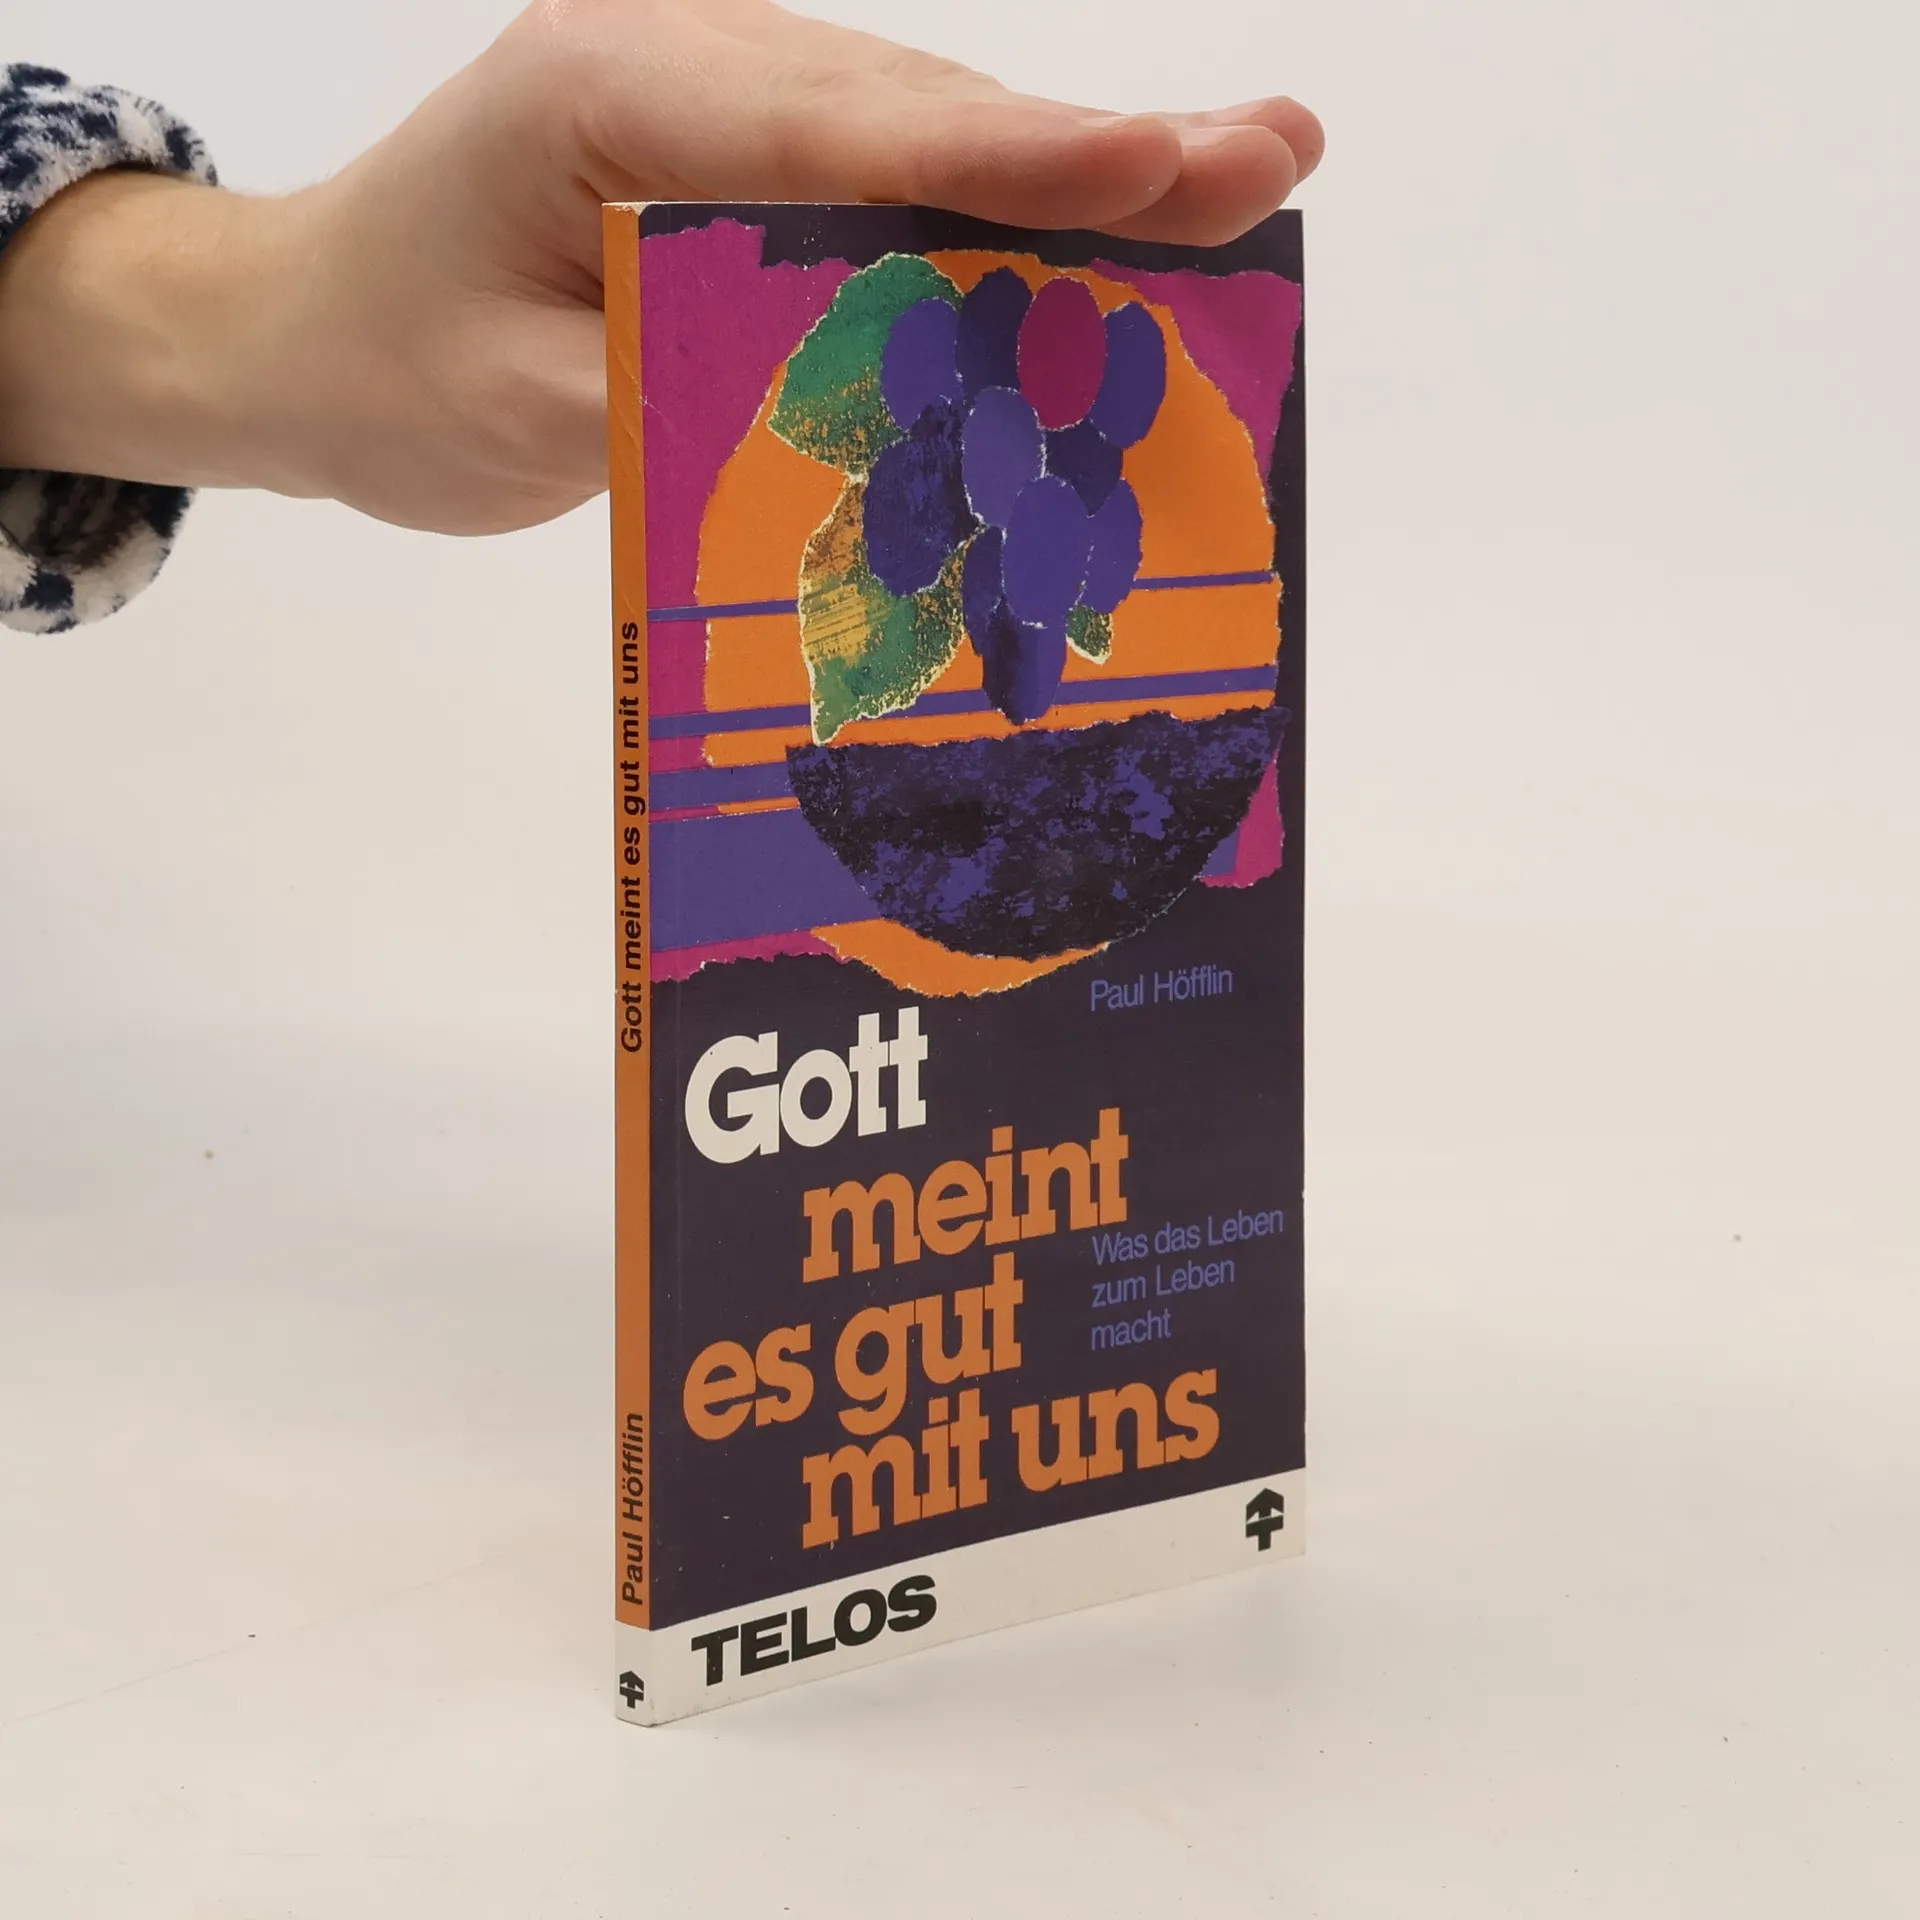 Paul Höfflin
Gott
meint
es gut
mit uns
Was das Leben
zum Leben
macht
TELOS
Gott meint es gut mit uns
Paul Höfflin